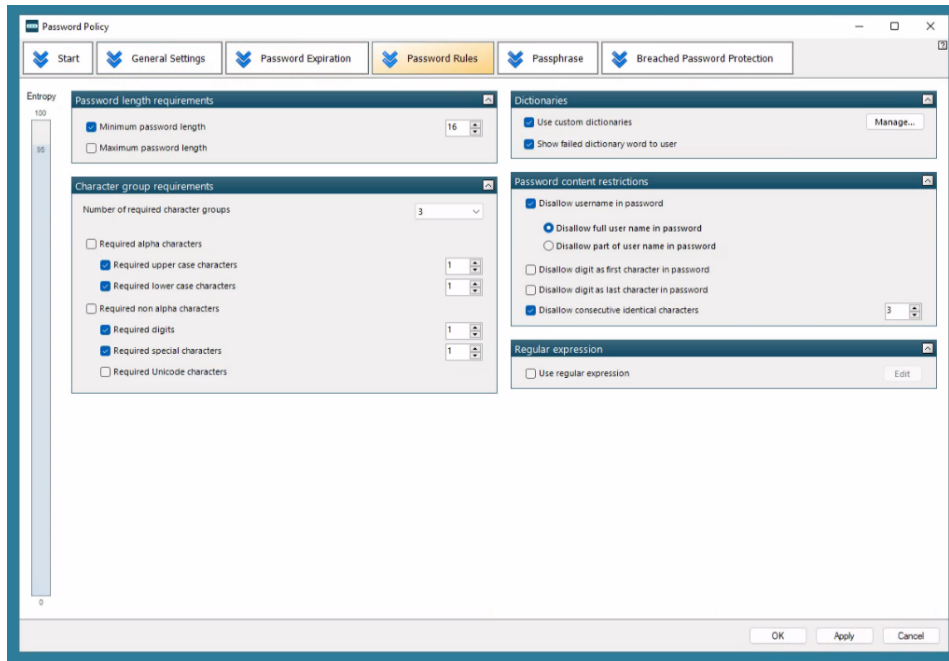 Password Policy
Start
General Settings
Password Expiration
Password Rules
Passphrase
Breached Password Protection
Entropy
100
95
0
Password length requirements
Minimum password length
16
Maximum password length
Character group requirements
Number of required character groups
3
Required alpha characters
Required upper case characters
1
Required lower case characters
1
Required non alpha characters
Required digits
1
Required special characters
1
Required Unicode characters
Dictionaries
Use custom dictionaries
Manage...
Show failed dictionary word to user
Password content restrictions
Disallow username in password
Disallow full user name in password
Disallow part of user name in password
Disallow digit as first character in password
Disallow digit as last character in password
Disallow consecutive identical characters
3
Regular expression
Use regular expression
Edit
OK
Apply
Cancel